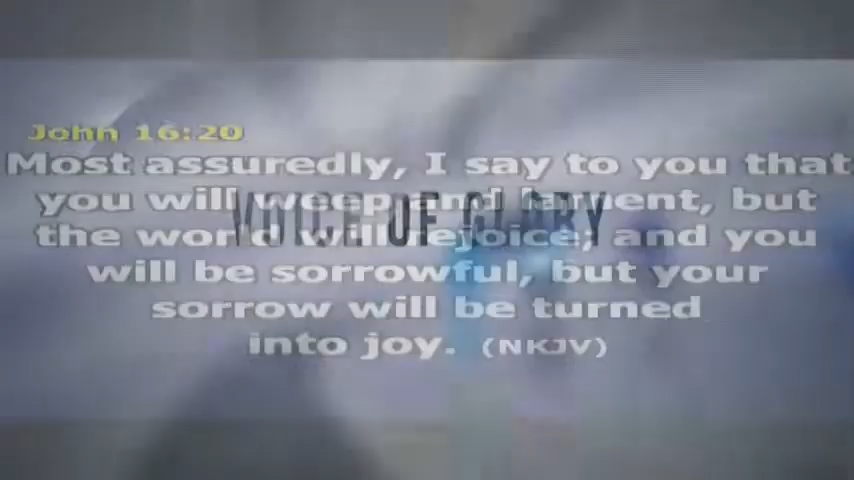 John 16:20
Most assuredly, I say to you that
you will weep and lament, but
VOICE OF GLORY
the world will rejoice; and you
will be sorrowful, but your
sorrow will be turned
into joy. (NKJV)